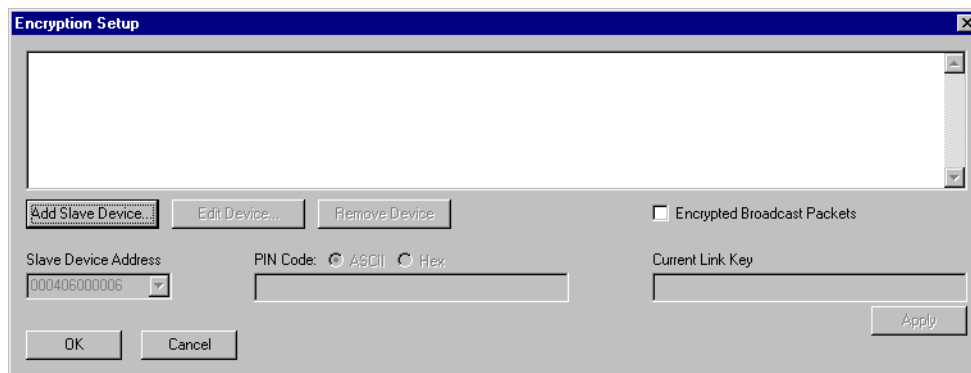 Encryption Setup
Add Slave Device... Edit Device... Remove Device Encrypted Broadcast Packets
Slave Device Address PIN Code: ASCII Hex Current Link Key
000406000006
Apply
OK Cancel